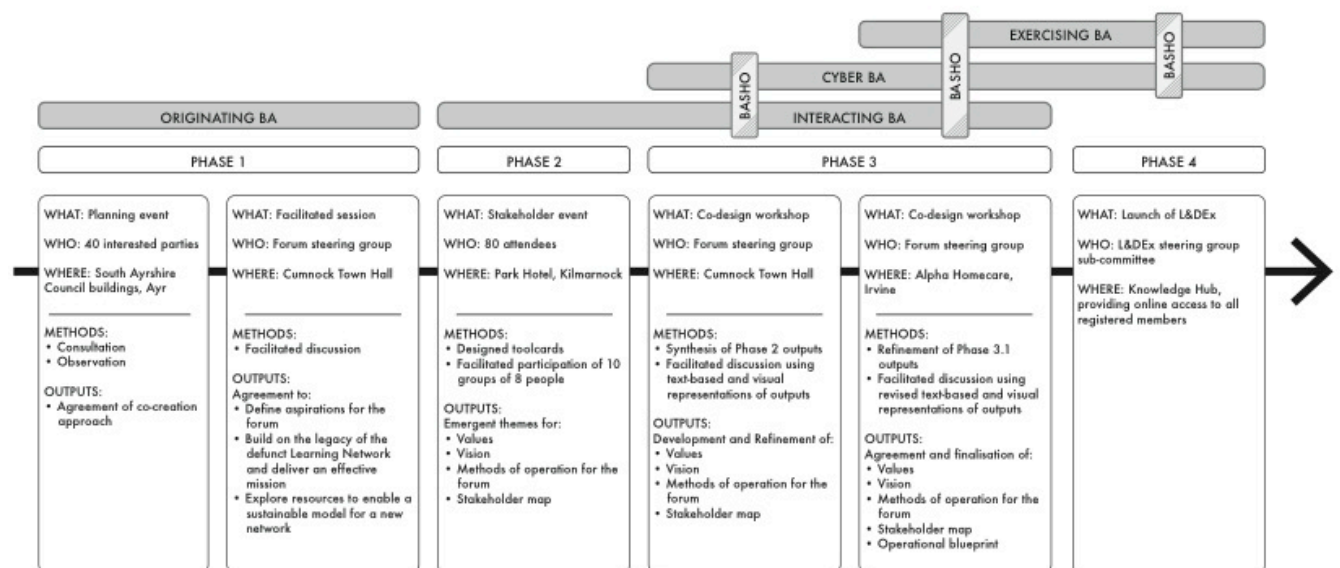 EXERCISING BA
BASHO
CYBER BA
BASHO
BASHO
ORIGINATING BA
INTERACTING BA
PHASE 1
PHASE 2
PHASE 3
PHASE 4
WHAT: Planning event
WHO: 40 interested parties
WHERE: South Ayrshire
Council buildings, Ayr
METHODS:
• Consultation
• Observation
OUTPUTS:
• Agreement of co-creation
approach
WHAT: Facilitated session
WHO: Forum steering group
WHERE: Cumnock Town Hall
METHODS:
• Facilitated discussion
OUTPUTS:
Agreement to:
• Define aspirations for the
forum
• Build on the legacy of the
defunct Learning Network
and deliver an effective
mission
• Explore resources to enable a
sustainable model for a new
network
WHAT: Stakeholder event
WHO: 80 attendees
WHERE: Park Hotel, Kilmarnock
METHODS:
• Designed toolcards
• Facilitated participation of 10
groups of 8 people
OUTPUTS:
Emergent themes for:
• Values
• Vision
• Methods of operation for the
forum
• Stakeholder map
WHAT: Co-design workshop
WHO: Forum steering group
WHERE: Cumnock Town Hall
METHODS:
• Synthesis of Phase 2 outputs
• Facilitated discussion using
text-based and visual
representations of outputs
OUTPUTS:
Development and Refinement of:
• Values
• Vision
• Methods of operation for the
forum
• Stakeholder map
WHAT: Co-design workshop
WHO: Forum steering group
WHERE: Alpha Homecare,
Irvine
METHODS:
• Refinement of Phase 3.1
outputs
• Facilitated discussion using
revised text-based and visual
representations of outputs
OUTPUTS:
Agreement and finalisation of:
• Values
• Vision
• Methods of operation for the
forum
• Stakeholder map
• Operational blueprint
WHAT: Launch of L&DEx
WHO: L&DEx steering group
sub-committee
WHERE: Knowledge Hub,
providing online access to all
registered members